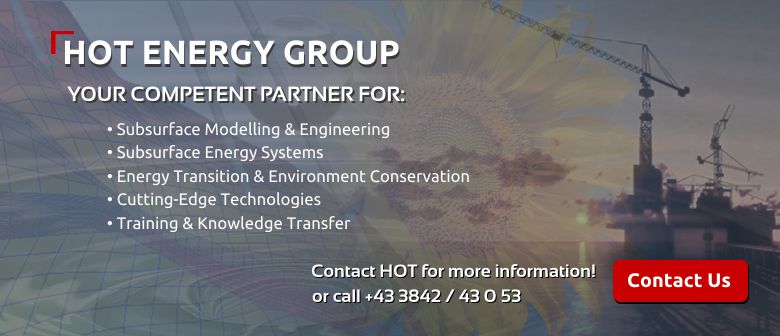 HOT ENERGY GROUP
YOUR COMPETENT PARTNER FOR:
• Subsurface Modelling & Engineering
• Subsurface Energy Systems
• Energy Transition & Environment Conservation
• Cutting-Edge Technologies
• Training & Knowledge Transfer
Contact HOT for more information!
or call +43 3842 / 43 0 53
Contact Us